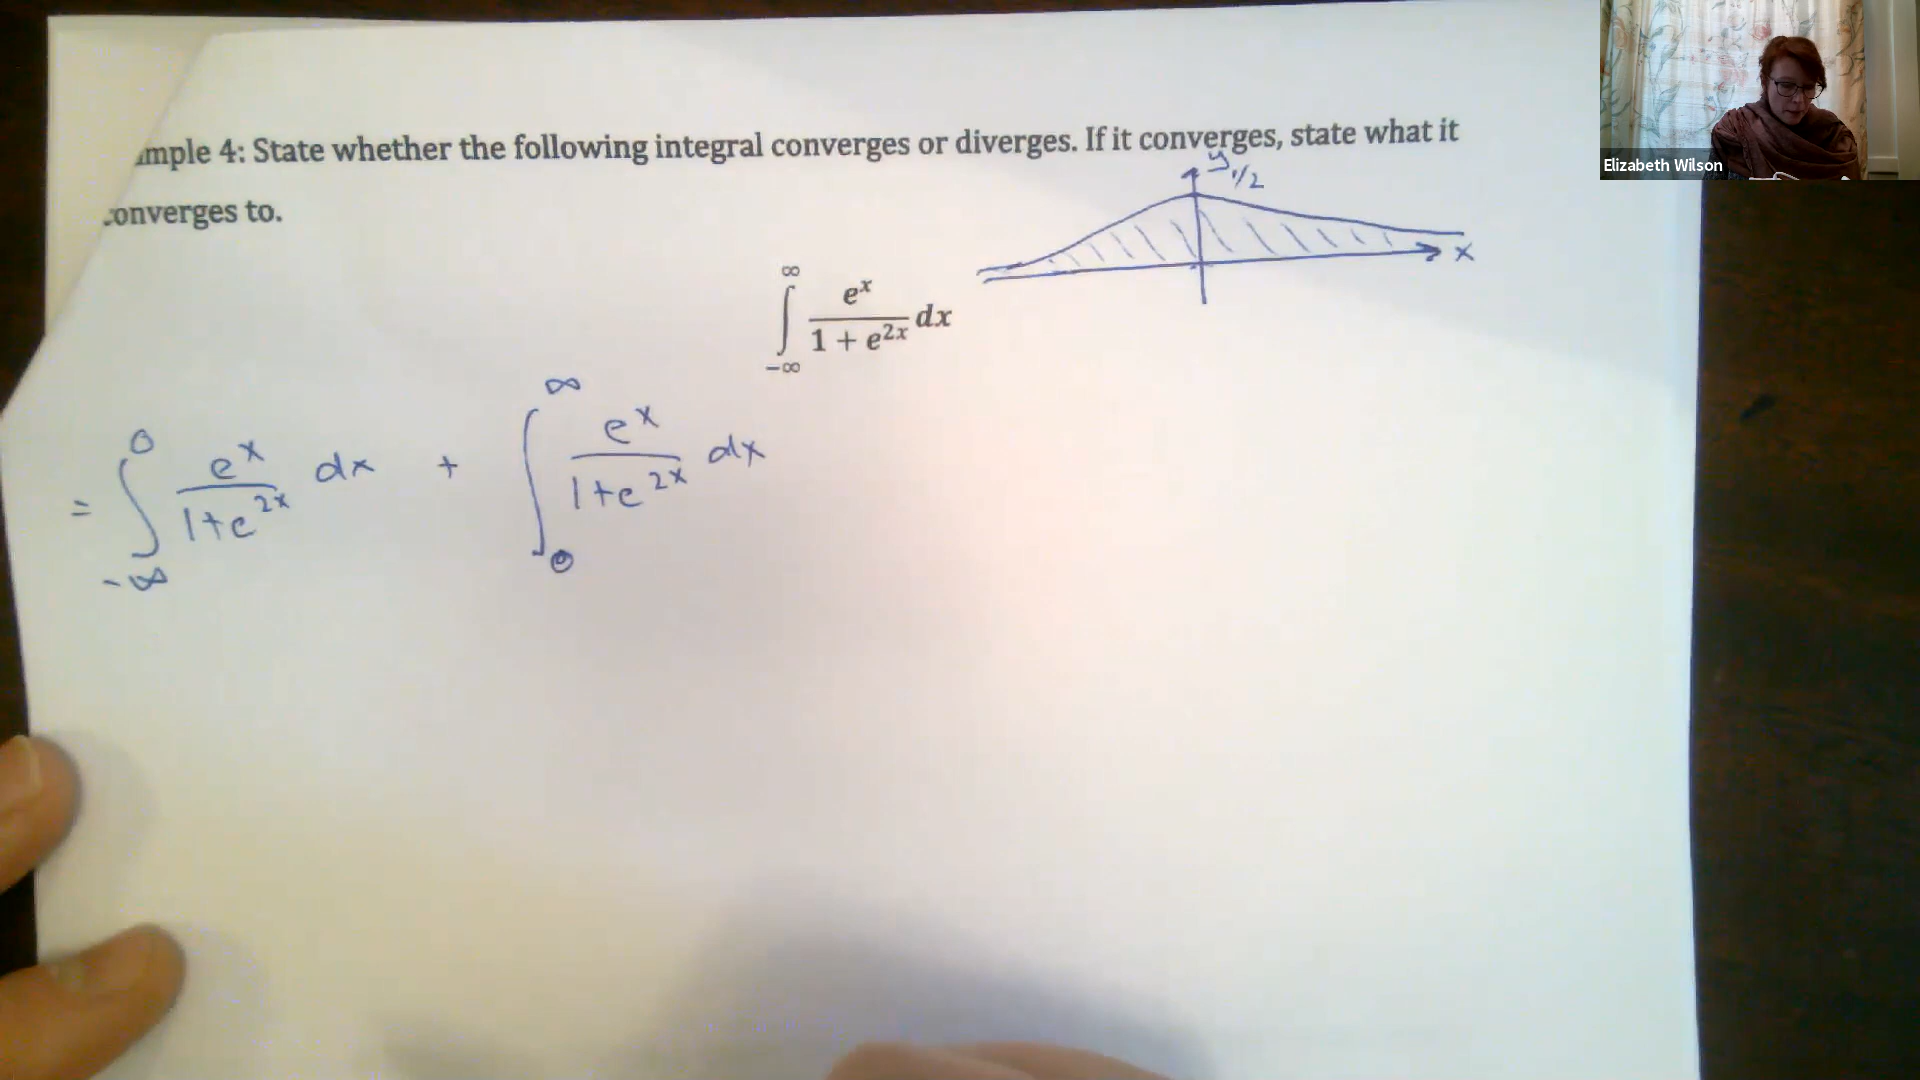 mple 4: State whether the following integral converges or diverges. If it converges, state what it
onverges to.
y 1/2
x
∫_{-∞}^{∞} e^x / (1 + e^{2x}) dx
= ∫_{-∞}^{0} e^x / (1+e^{2x}) dx + ∫_{0}^{∞} e^x / (1+e^{2x}) dx
Elizabeth Wilson